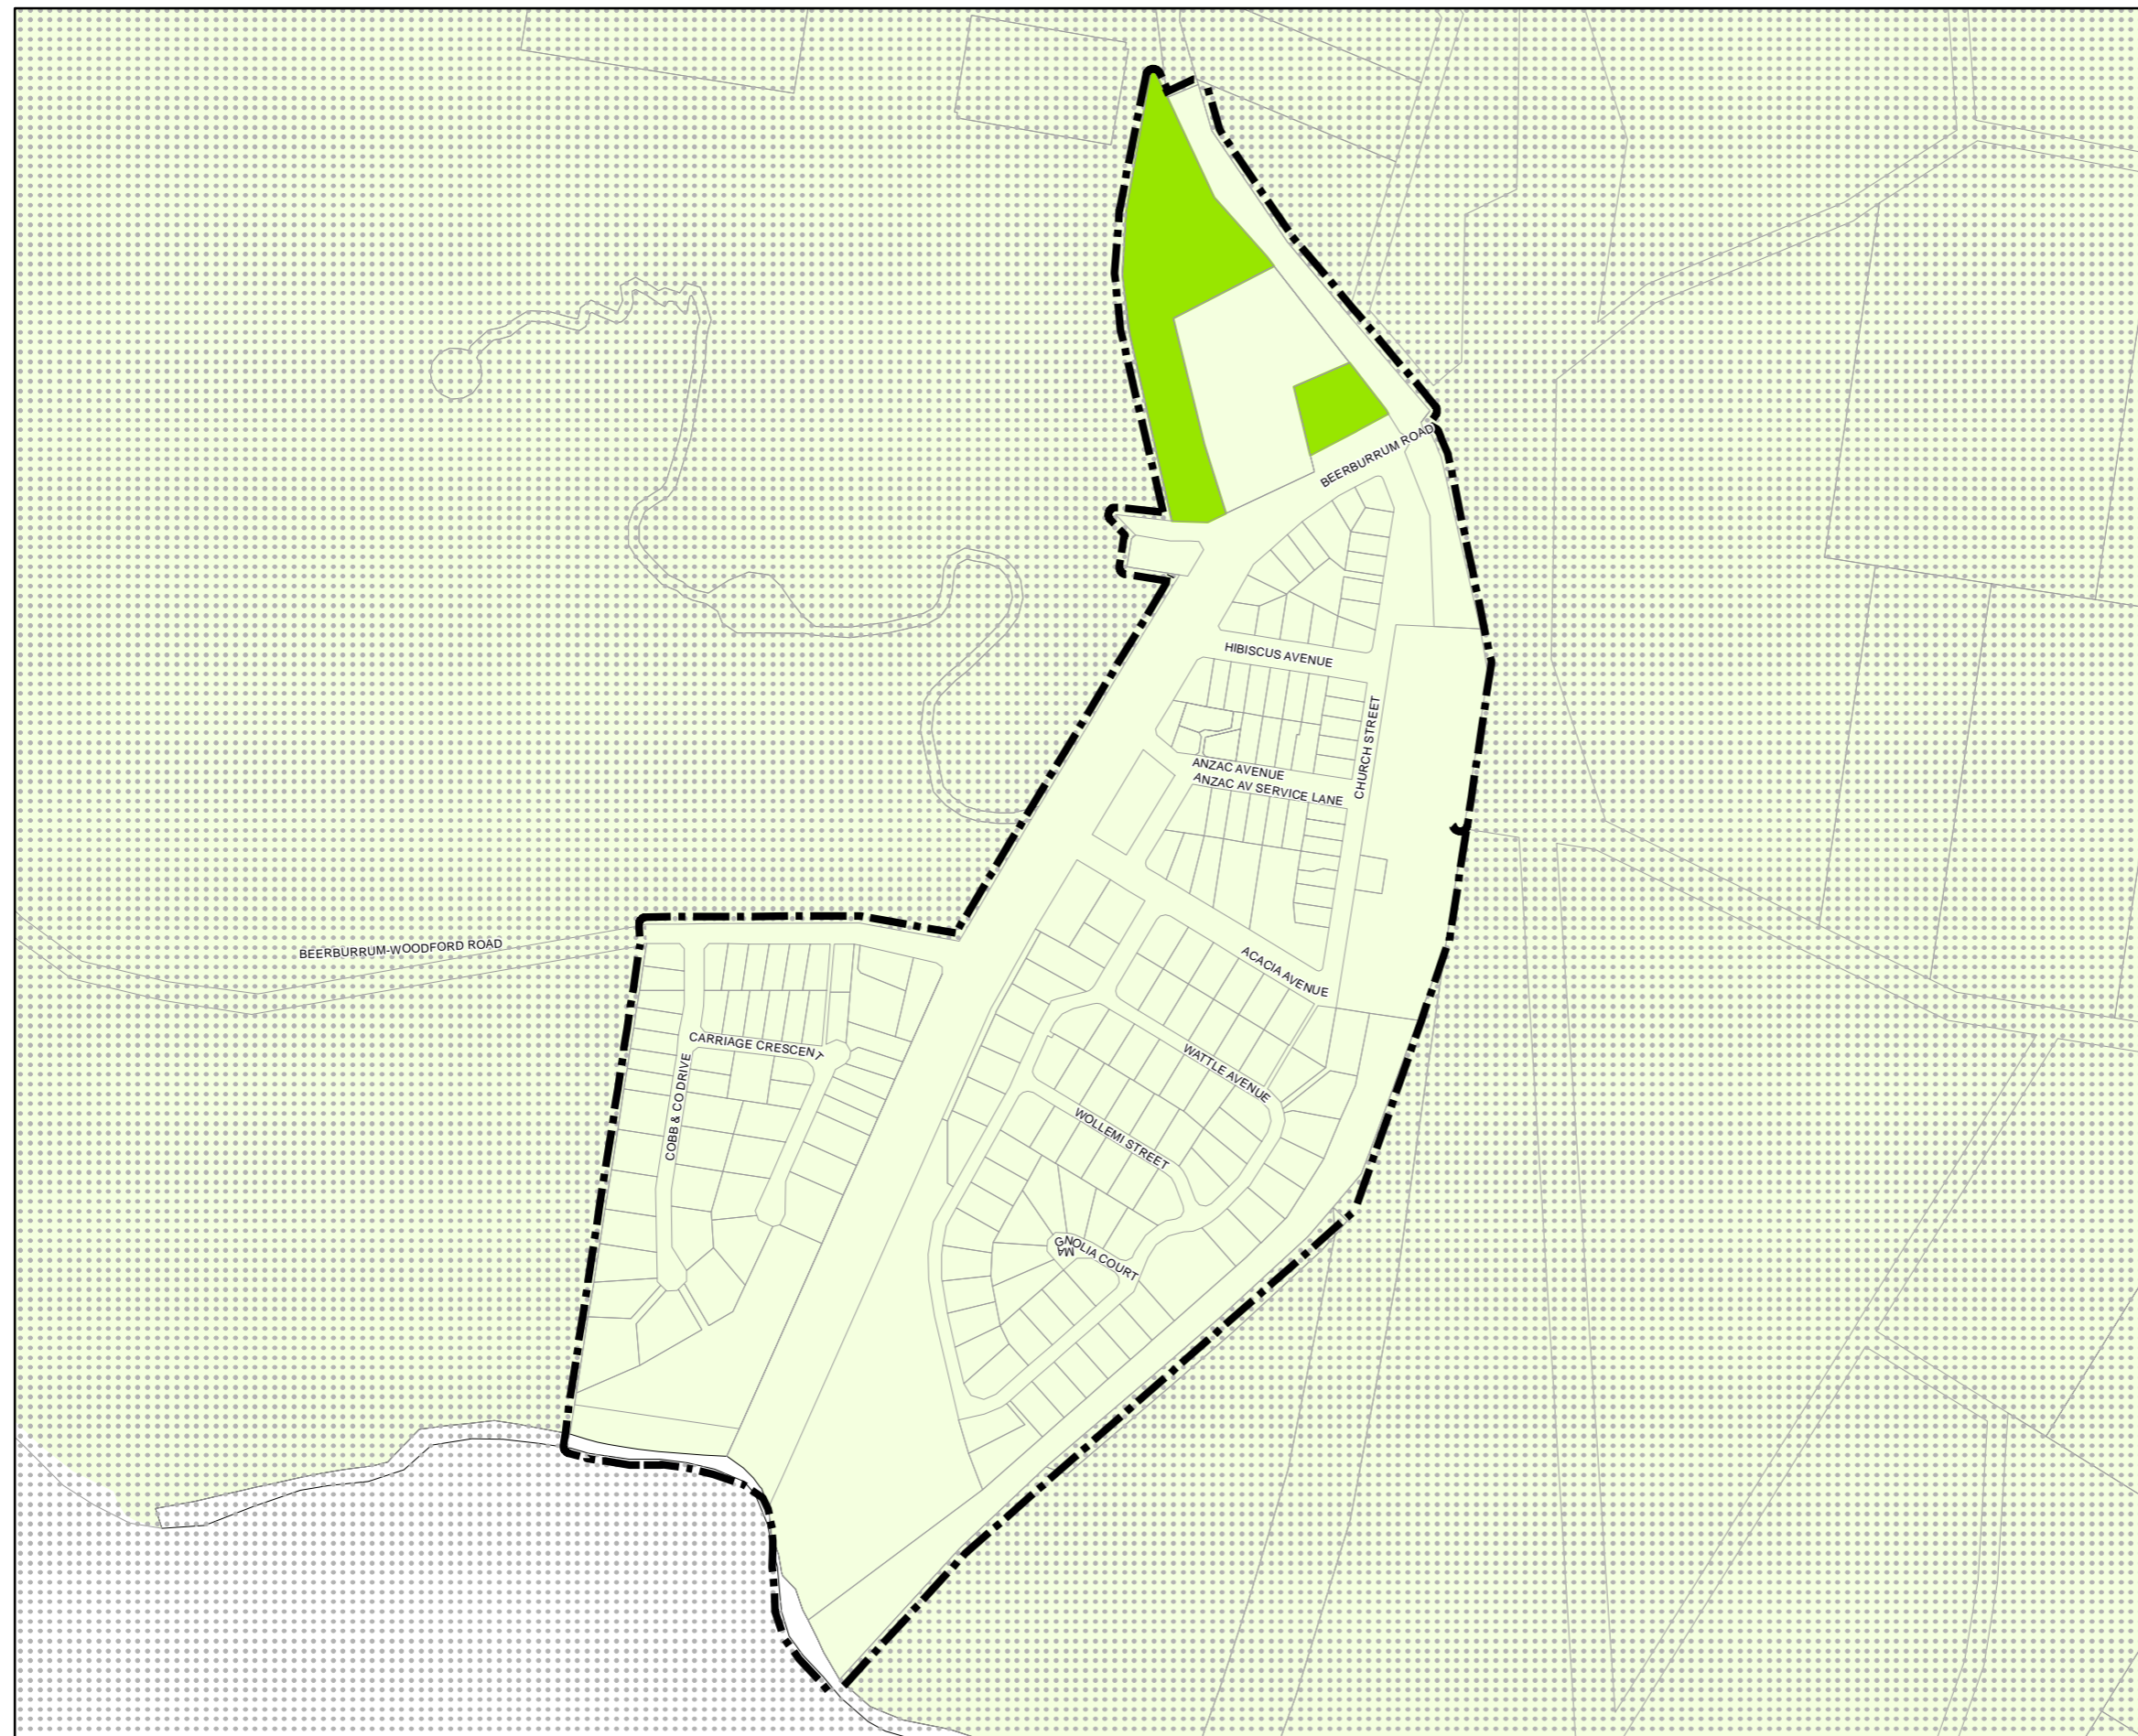 BEERBURRUM ROAD
HIBISCUS AVENUE
CHURCH STREET
ANZAC AVENUE
ANZAC AV SERVICE LANE
BEERBURRUM-WOODFORD ROAD
ACACIA AVENUE
CARRIAGE CRESCENT
COBB & CO DRIVE
WATTLE AVENUE
WOLLEMI STREET
MAGNOLIA COURT